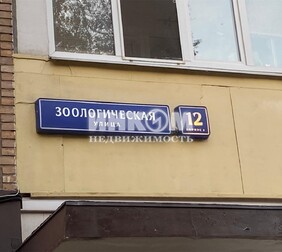 ЗООЛОГИЧЕСКАЯ
УЛИЦА
12
НЕДВИЖИМОСТЬ